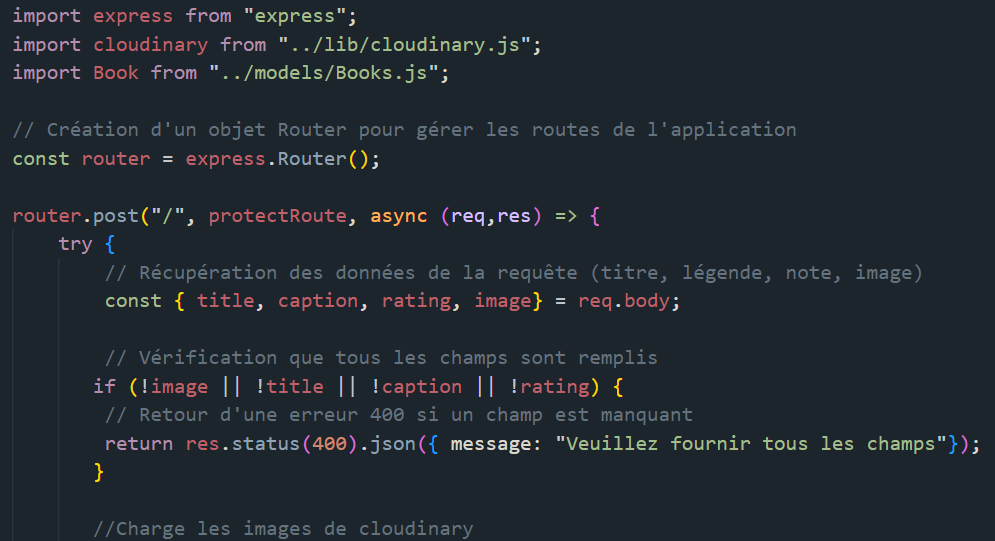 import express from "express";
import cloudinary from "../lib/cloudinary.js";
import Book from "../models/Books.js";
// Création d'un objet Router pour gérer les routes de l'application
const router = express.Router();
router.post("/", protectRoute, async (req,res) => {
try {
// Récupération des données de la requête (titre, légende, note, image)
const { title, caption, rating, image} = req.body;
// Vérification que tous les champs sont remplis
if (!image || !title || !caption || !rating) {
// Retour d'une erreur 400 si un champ est manquant
return res.status(400).json({ message: "Veuillez fournir tous les champs"});
}
//Charge les images de cloudinary